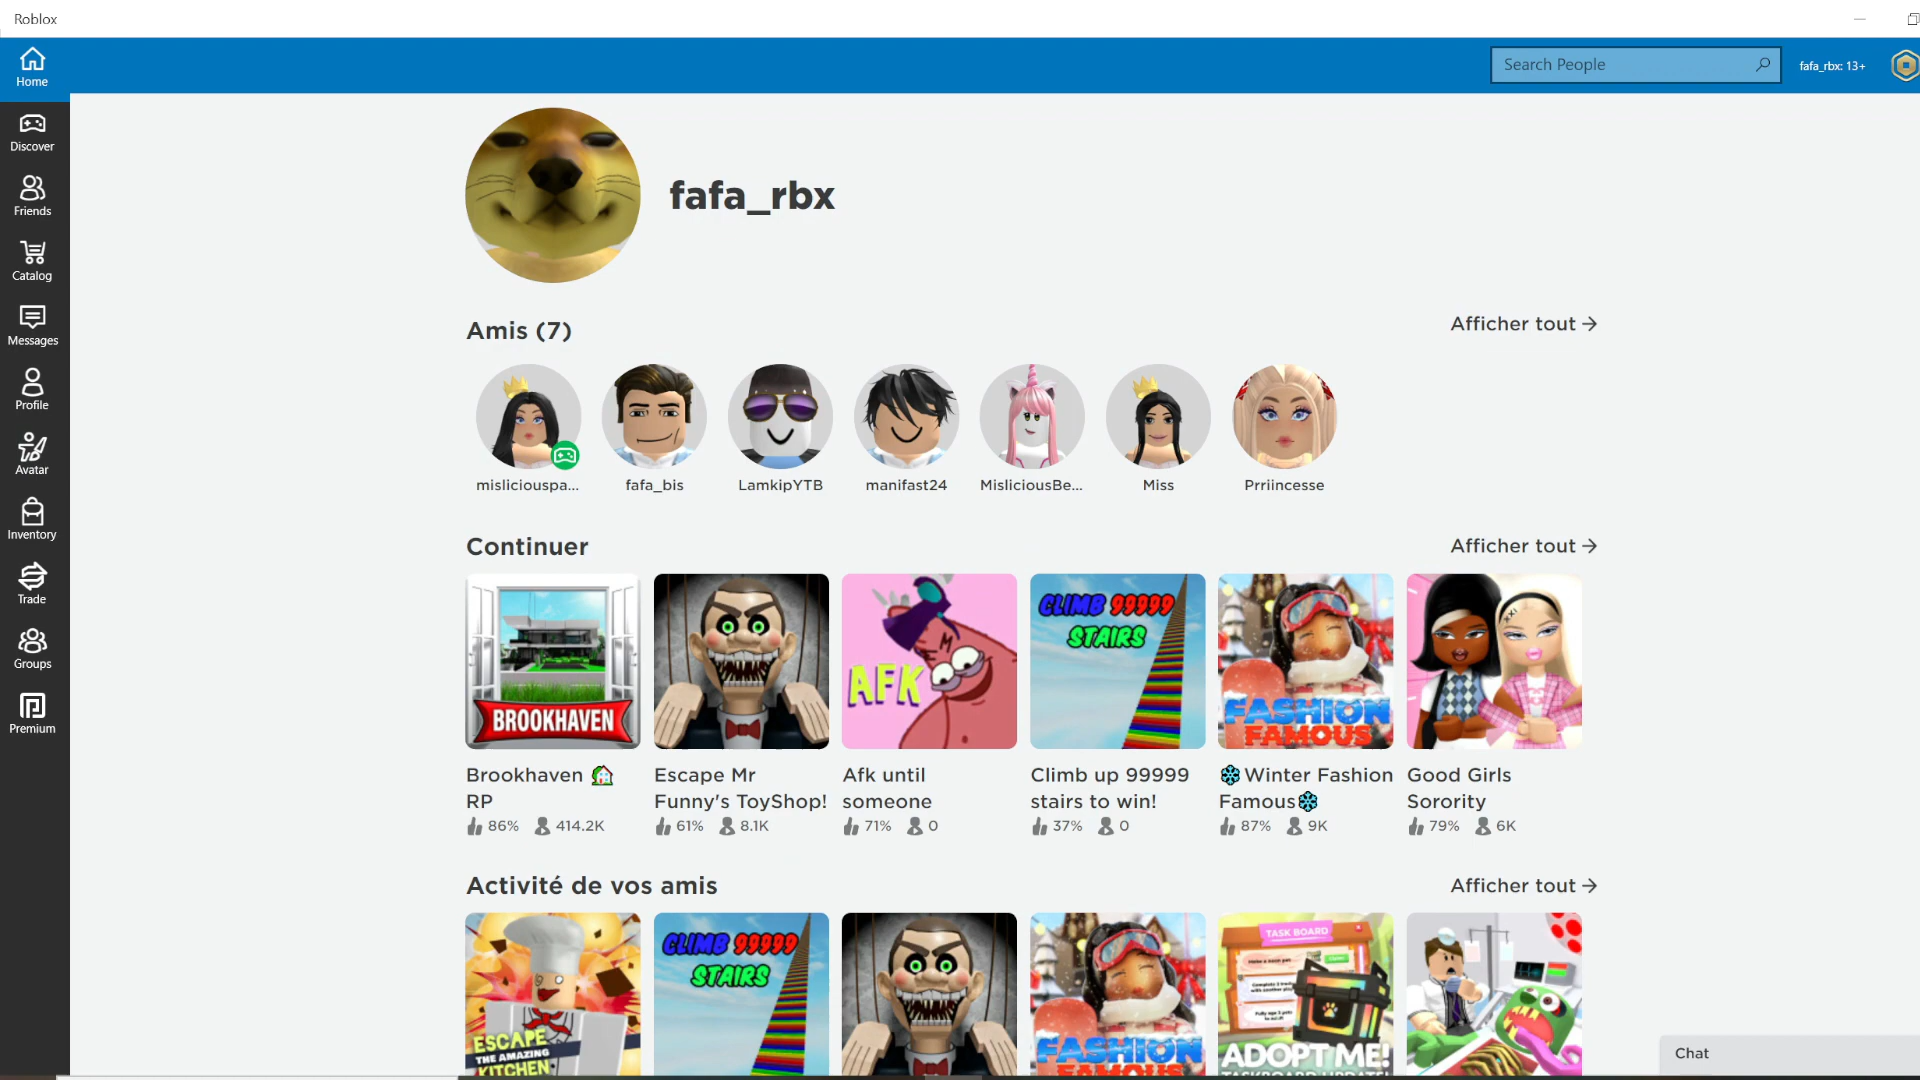 Roblox
Home
Search People
fafa_rbx: 13+
Discover
Friends
Catalog
Messages
Profile
Avatar
Inventory
Trade
Groups
Premium
fafa_rbx
Amis (7)
Afficher tout →
misliciouspa...
fafa_bis
LamkipYTB
manifast24
MisliciousBe...
Miss
Prriincesse
Continuer
Afficher tout →
BROOKHAVEN
AFK
CLIMB 99999
STAIRS
FASHION
FAMOUS
Brookhaven 🏡
RP
86% 414.2K
Escape Mr
Funny's ToyShop!
61% 8.1K
Afk until
someone
71% 0
Climb up 99999
stairs to win!
37% 0
❄️Winter Fashion
Famous❄️
87% 9K
Good Girls
Sorority
79% 6K
Activité de vos amis
Afficher tout →
ESCAPE
THE AMAZING
KITCHEN
CLIMB 99999
STAIRS
FASHION
FAMOUS
TASK BOARD
ADOPT ME!
TASKBOARD UPDATE!
Chat